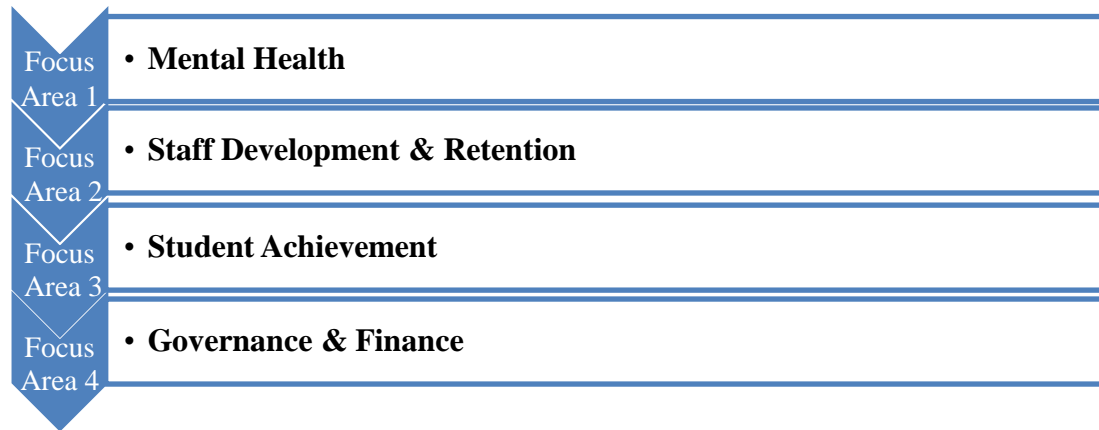 Focus
Area 1
• Mental Health
Focus
Area 2
• Staff Development & Retention
Focus
Area 3
• Student Achievement
Focus
Area 4
• Governance & Finance